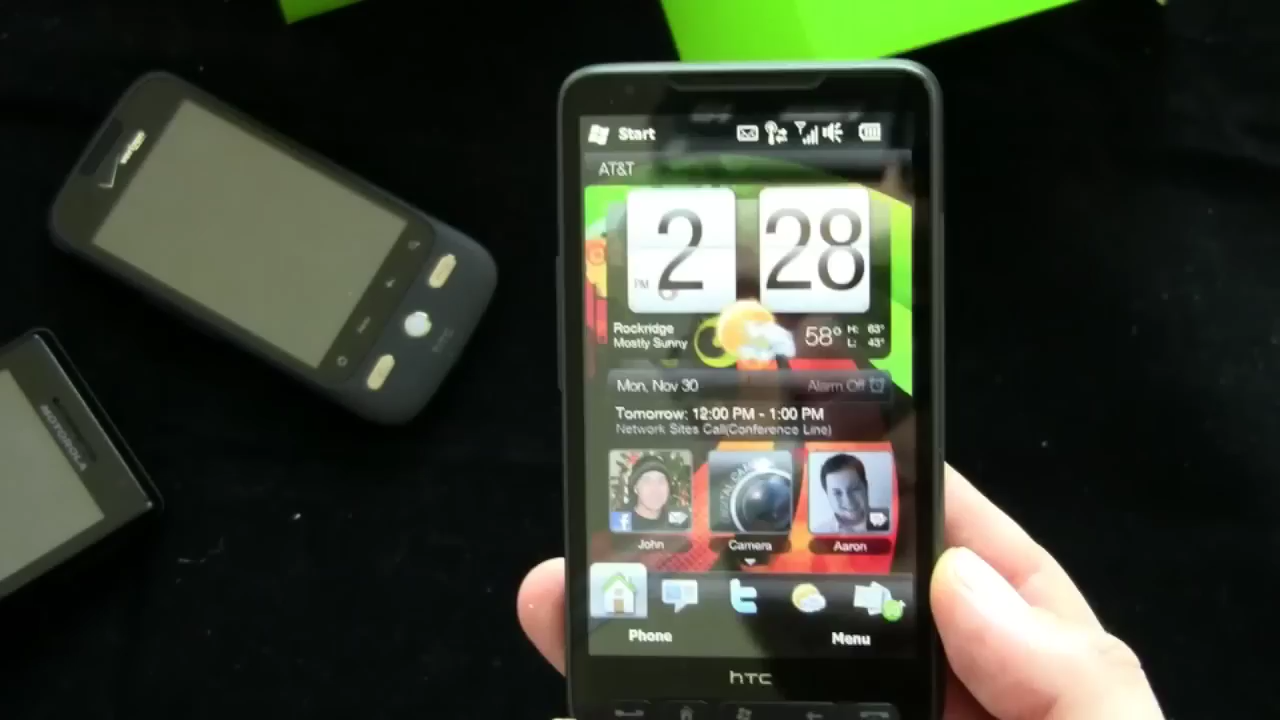 Start
AT&T
2
28
PM
Rockridge
Mostly Sunny
58°
H: 63°
L: 43°
Mon, Nov 30
Alarm Off
Tomorrow: 12:00 PM - 1:00 PM
Network Sites Call(Conference Line)
John
Camera
Aaron
Phone
Menu
hTC
verizon
MOTOROLA